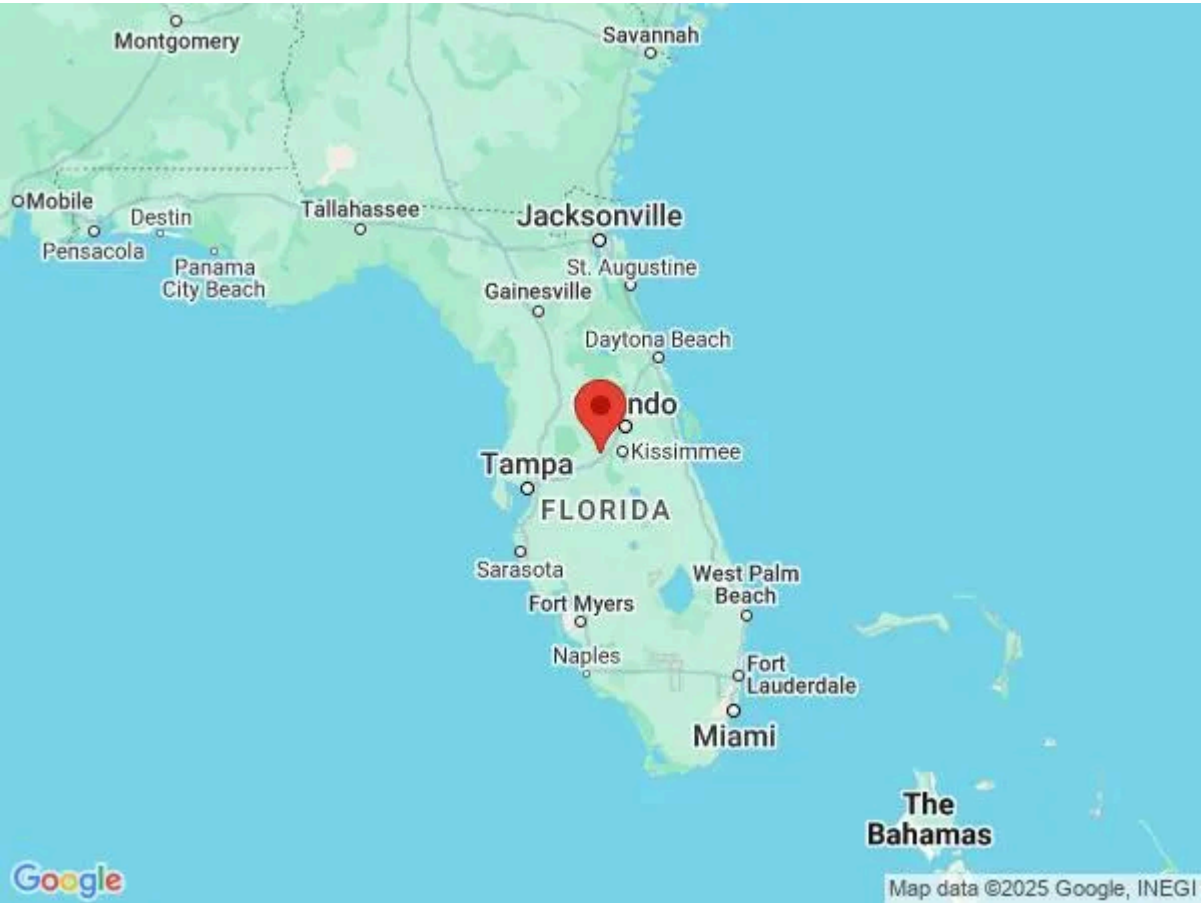 Montgomery
Savannah
Mobile
Destin
Tallahassee
Jacksonville
Pensacola
Panama
City Beach
St. Augustine
Gainesville
Daytona Beach
ndo
Kissimmee
Tampa
FLORIDA
Sarasota
West Palm
Beach
Fort Myers
Naples
Fort
Lauderdale
Miami
The
Bahamas
Google
Map data ©2025 Google, INEGI